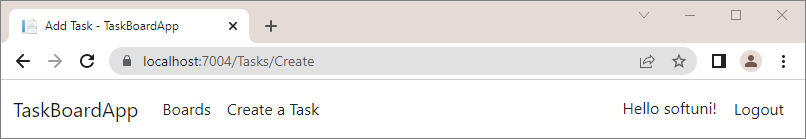 Add Task - TaskBoardApp
localhost:7004/Tasks/Create
TaskBoardApp Boards Create a Task Hello softuni! Logout